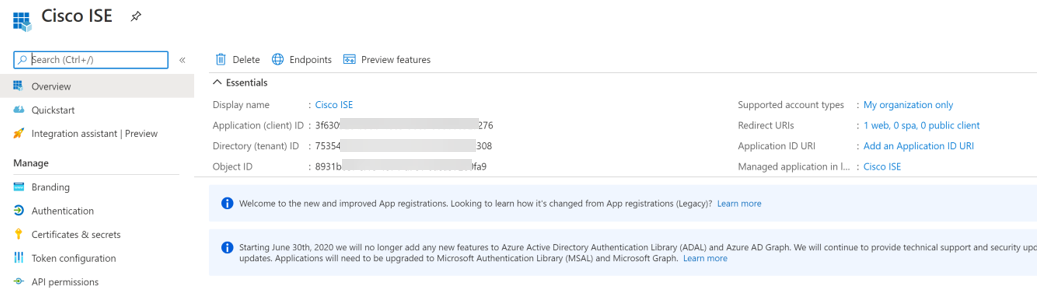 Cisco ISE
Search (Ctrl+/)
«
Overview
Quickstart
Integration assistant | Preview
Manage
Branding
Authentication
Certificates & secrets
Token configuration
API permissions
Delete Endpoints Preview features
Essentials
Display name : Cisco ISE
Application (client) ID : 3f630 276
Directory (tenant) ID : 75354 308
Object ID : 8931b fa9
Supported account types : My organization only
Redirect URIs : 1 web, 0 spa, 0 public client
Application ID URI : Add an Application ID URI
Managed application in l... : Cisco ISE
Welcome to the new and improved App registrations. Looking to learn how it's changed from App registrations (Legacy)? Learn more
Starting June 30th, 2020 we will no longer add any new features to Azure Active Directory Authentication Library (ADAL) and Azure AD Graph. We will continue to provide technical support and security upd
updates. Applications will need to be upgraded to Microsoft Authentication Library (MSAL) and Microsoft Graph. Learn more